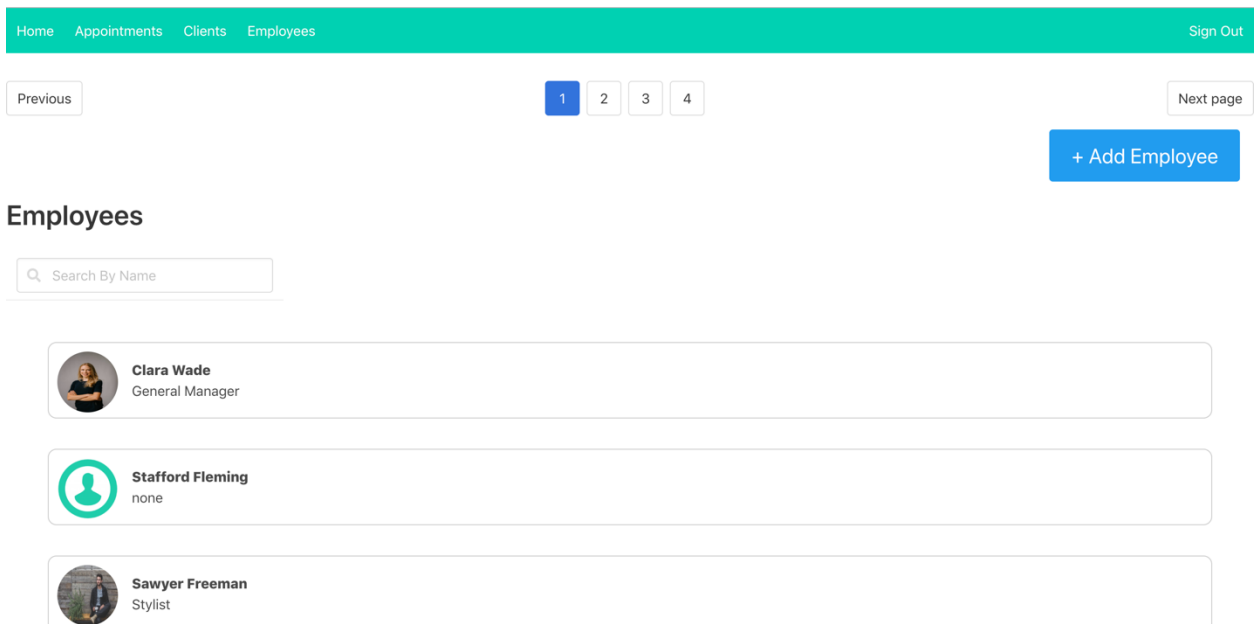 Home Appointments Clients Employees Sign Out
Previous 1 2 3 4 Next page
+ Add Employee
Employees
Search By Name
Clara Wade
General Manager
Stafford Fleming
none
Sawyer Freeman
Stylist